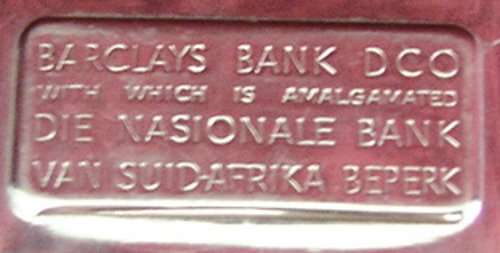 BARCLAYS BANK DCO
WITH WHICH IS AMALGAMATED
DIE NASIONALE BANK
VAN SUID-AFRIKA BEPERK